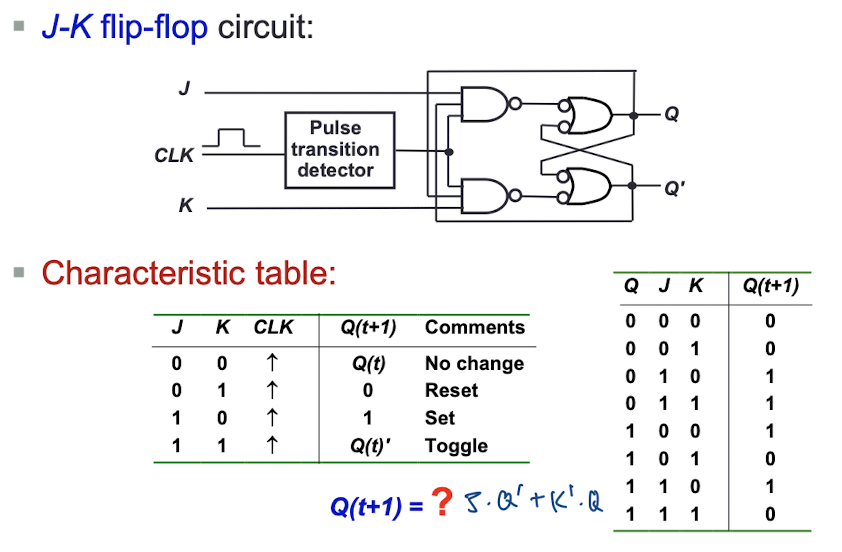 ▪ J-K flip-flop circuit:
J
CLK
K
Pulse
transition
detector
Q
Q'
▪ Characteristic table:
J K CLK Q(t+1) Comments
0 0 ↑ Q(t) No change
0 1 ↑ 0 Reset
1 0 ↑ 1 Set
1 1 ↑ Q(t)' Toggle
Q(t+1) = ? J·Q' + K'·Q
Q J K Q(t+1)
0 0 0 0
0 0 1 0
0 1 0 1
0 1 1 1
1 0 0 1
1 0 1 0
1 1 0 1
1 1 1 0